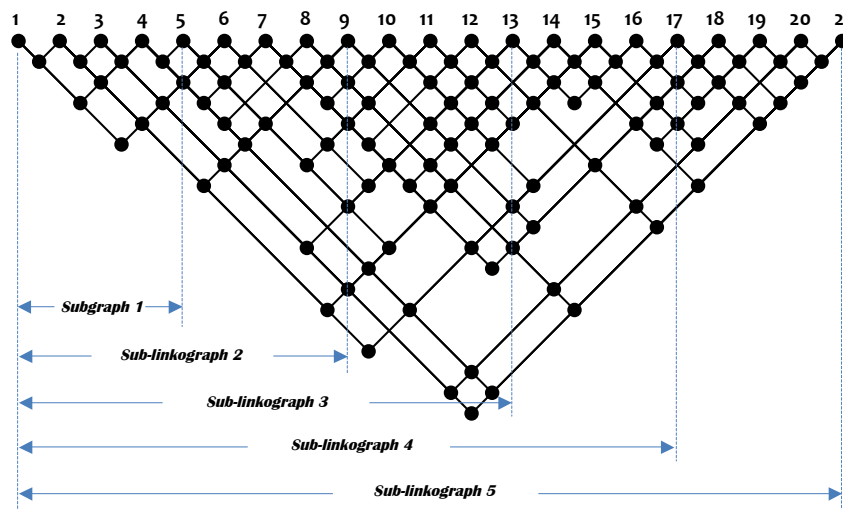 1 2 3 4 5 6 7 8 9 10 11 12 13 14 15 16 17 18 19 20 2
Subgraph 1
Sub-linkograph 2
Sub-linkograph 3
Sub-linkograph 4
Sub-linkograph 5